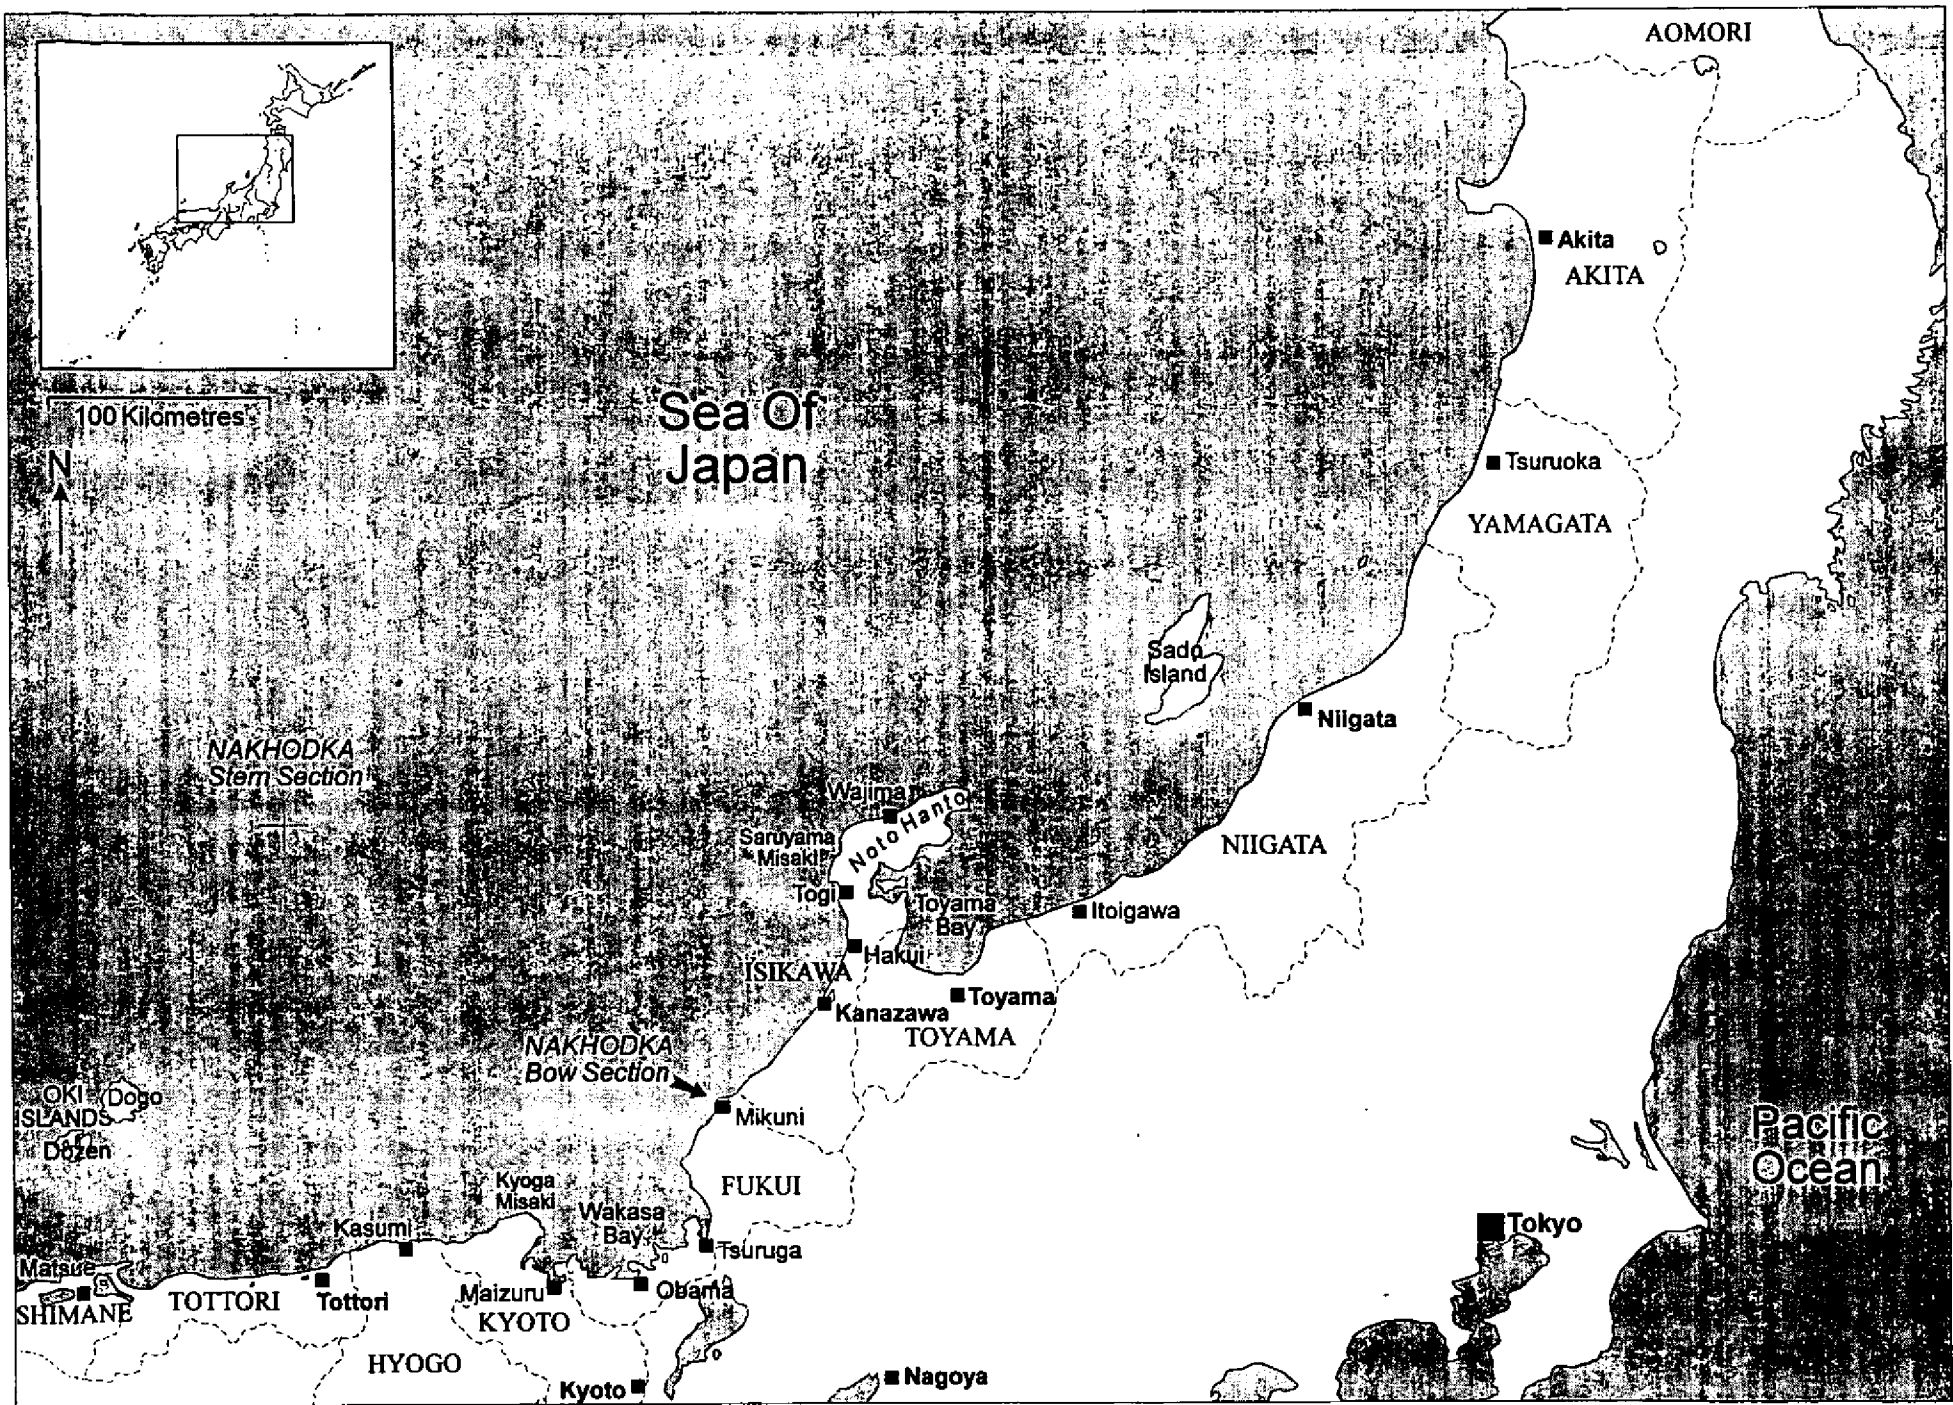 AOMORI
Akita
AKITA
100 Kilometres
N
Sea Of
Japan
Tsuruoka
YAMAGATA
Sado
Island
Niigata
NAKHODKA
Stern Section
Wajima
Noto Hanto
Saruyama
Misaki
NIIGATA
Togi
Toyama
Bay
Itoigawa
Hakui
ISIKAWA
Toyama
Kanazawa
TOYAMA
NAKHODKA
Bow Section
OKI
ISLANDS
Dogo
Dozen
Mikuni
Pacific
Ocean
Kyoga
Misaki
FUKUI
Wakasa
Bay
Kasumi
Tokyo
Tsuruga
Matsue
SHIMANE
TOTTORI
Tottori
Maizuru
KYOTO
Obama
HYOGO
Kyoto
Nagoya